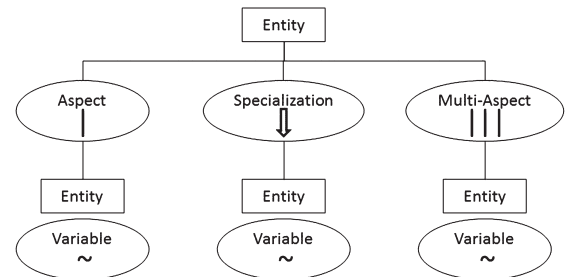 Entity
Aspect Specialization Multi-Aspect
Entity Entity Entity
Variable Variable Variable
~ ~ ~